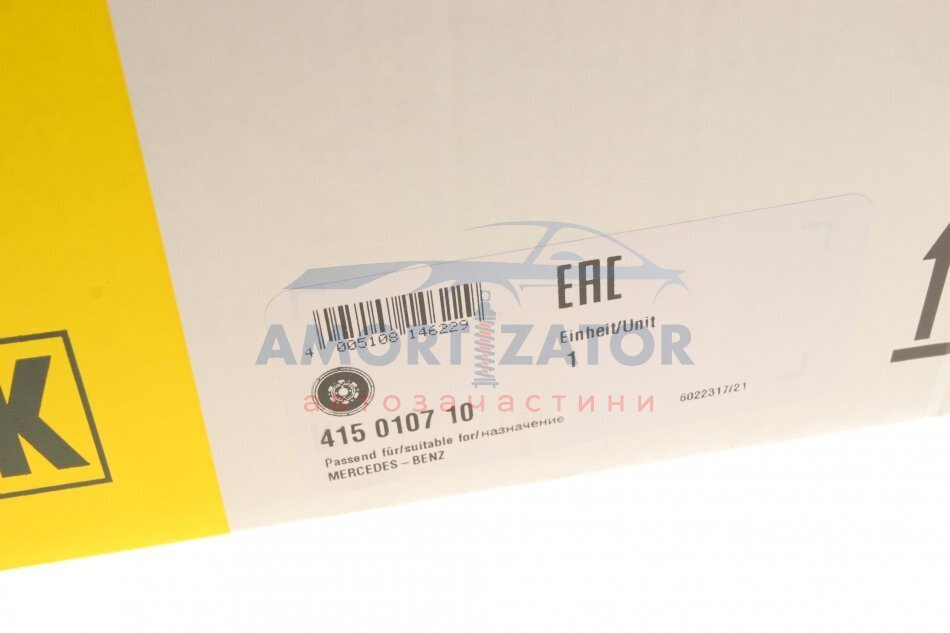 K
EAC
4 005108 146229
Einheit/Unit
1
AMORTIZATOR
автозапчастини
415 0107 10
6022317/21
Passend für/suitable for/назначение
MERCEDES-BENZ